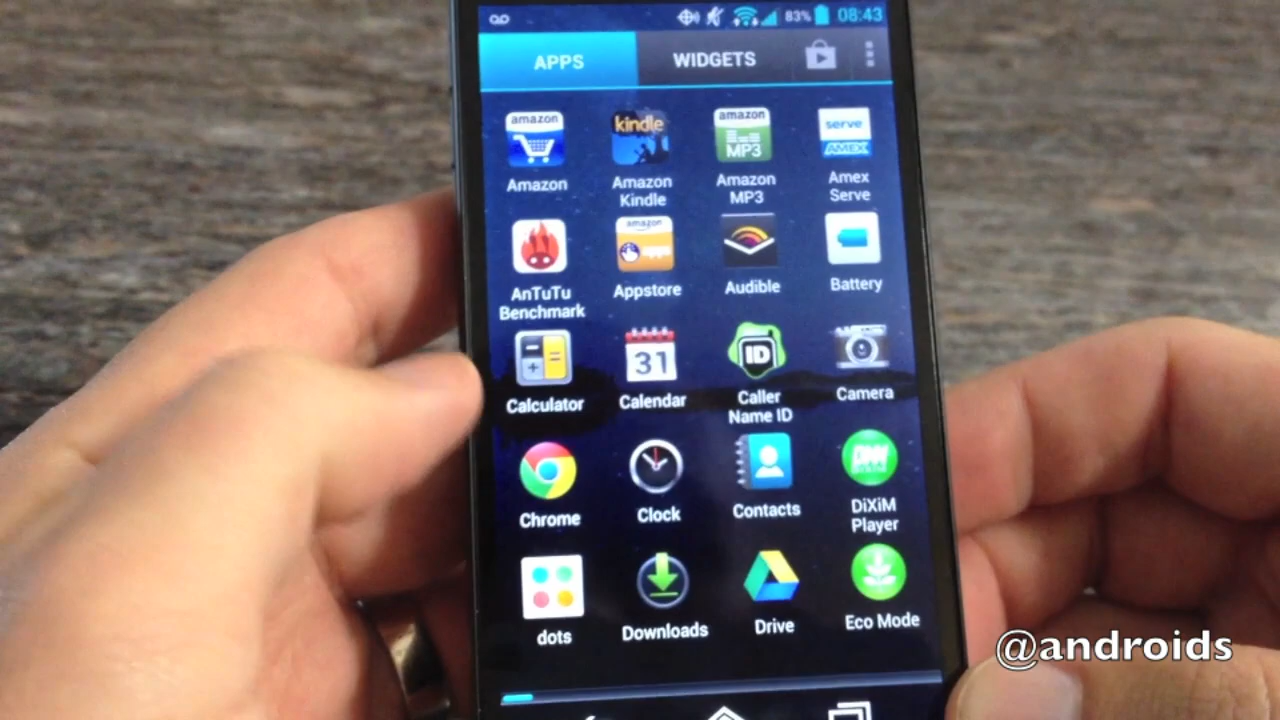 83% 08:43
APPS WIDGETS
amazon kindle amazon serve
MP3 AMEX
Amazon Amazon Amazon Amex
Kindle MP3 Serve
amazon
apps
AnTuTu Appstore Audible Battery
Benchmark
31 ID
Calculator Calendar Caller Camera
Name ID
Chrome Clock Contacts DiXiM
Player
dots Downloads Drive Eco Mode
@androids